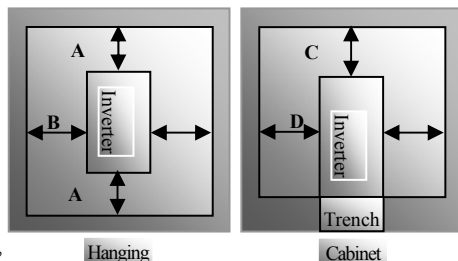 A
B
Inverter
A
Hanging
C
D
Inverter
Trench
Cabinet
,